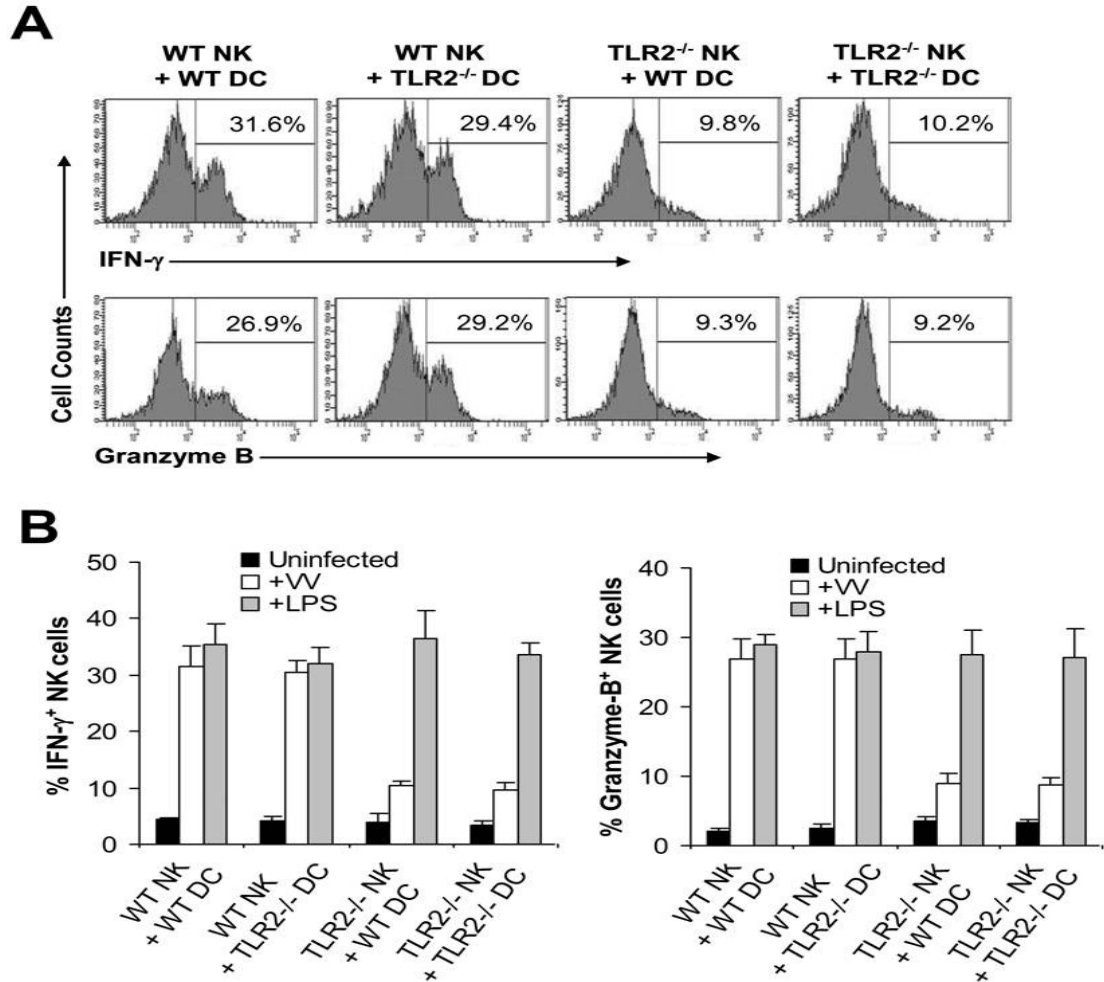 A
WT NK
+ WT DC
WT NK
+ TLR2-/- DC
TLR2-/- NK
+ WT DC
TLR2-/- NK
+ TLR2-/- DC
31.6%
29.4%
9.8%
10.2%
IFN-γ
26.9%
29.2%
9.3%
9.2%
Cell Counts
Granzyme B
B
50
40
30
20
10
0
% IFN-γ+ NK cells
Uninfected
+VV
+LPS
WT NK
+ WT DC
WT NK
+ TLR2-/- DC
TLR2-/- NK
+ WT DC
TLR2-/- NK
+ TLR2-/- DC
40
30
20
10
0
% Granzyme-B+ NK cells
Uninfected
+VV
+LPS
WT NK
+ WT DC
WT NK
+ TLR2-/- DC
TLR2-/- NK
+ WT DC
TLR2-/- NK
+ TLR2-/- DC